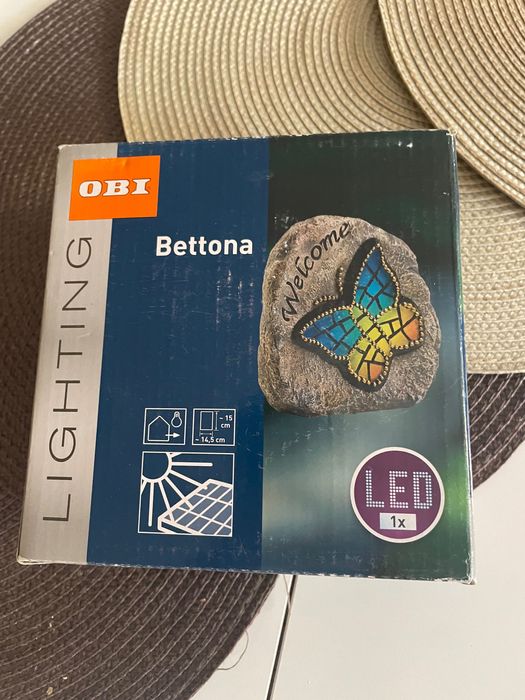 OBI
LIGHTING
Bettona
Welcome
~ 15
cm
~ 14,5 cm
LED
1x